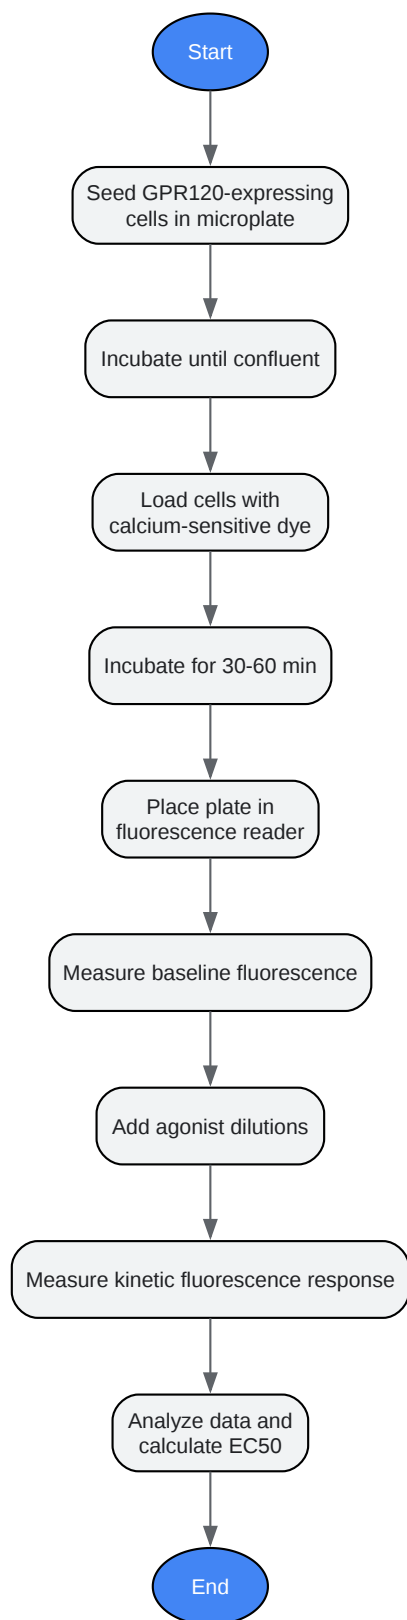 Start
Seed GPR120-expressing
cells in microplate
Incubate until confluent
Load cells with
calcium-sensitive dye
Incubate for 30-60 min
Place plate in
fluorescence reader
Measure baseline fluorescence
Add agonist dilutions
Measure kinetic fluorescence response
Analyze data and
calculate EC50
End